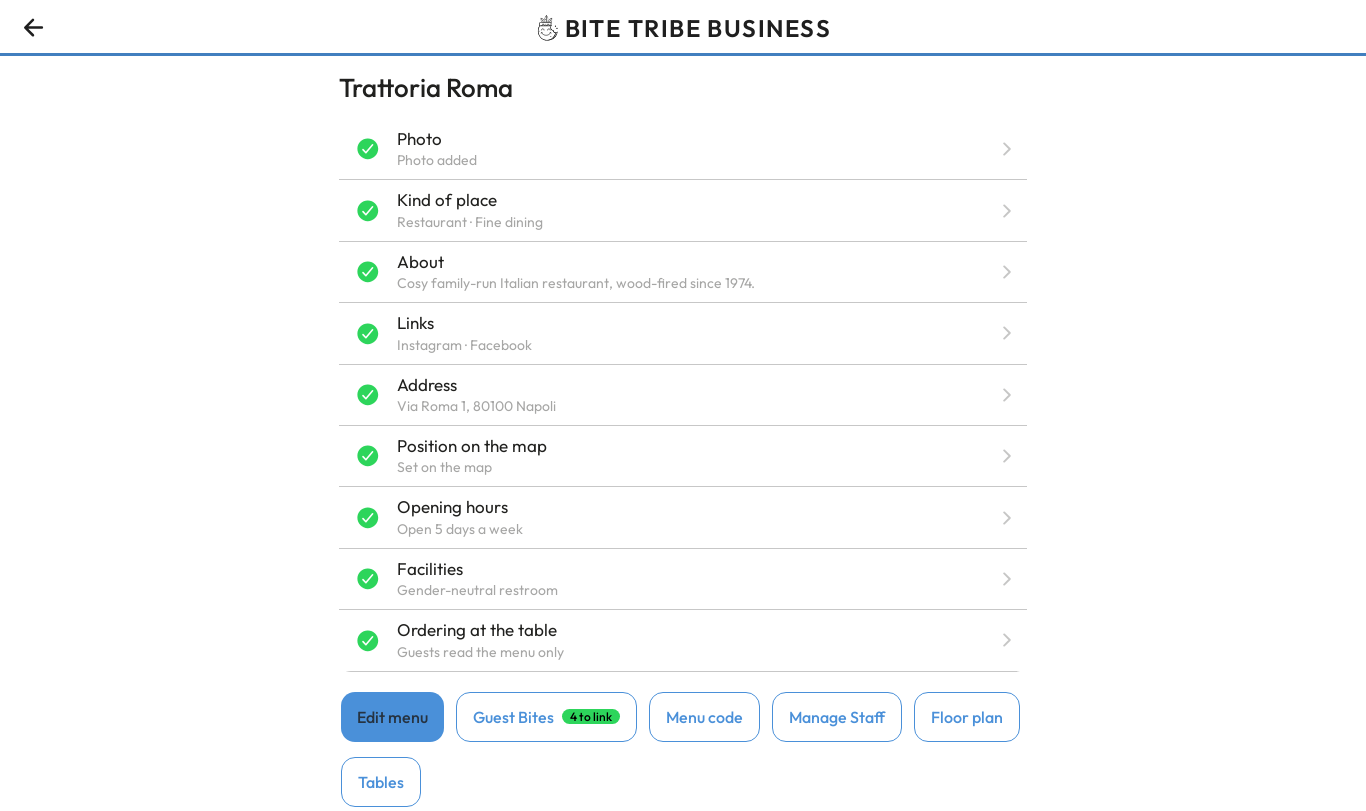 BITE TRIBE BUSINESS
Trattoria Roma
Photo
Photo added
Kind of place
Restaurant · Fine dining
About
Cosy family-run Italian restaurant, wood-fired since 1974.
Links
Instagram · Facebook
Address
Via Roma 1, 80100 Napoli
Position on the map
Set on the map
Opening hours
Open 5 days a week
Facilities
Gender-neutral restroom
Ordering at the table
Guests read the menu only
Edit menu Guest Bites 4 to link Menu code Manage Staff Floor plan
Tables